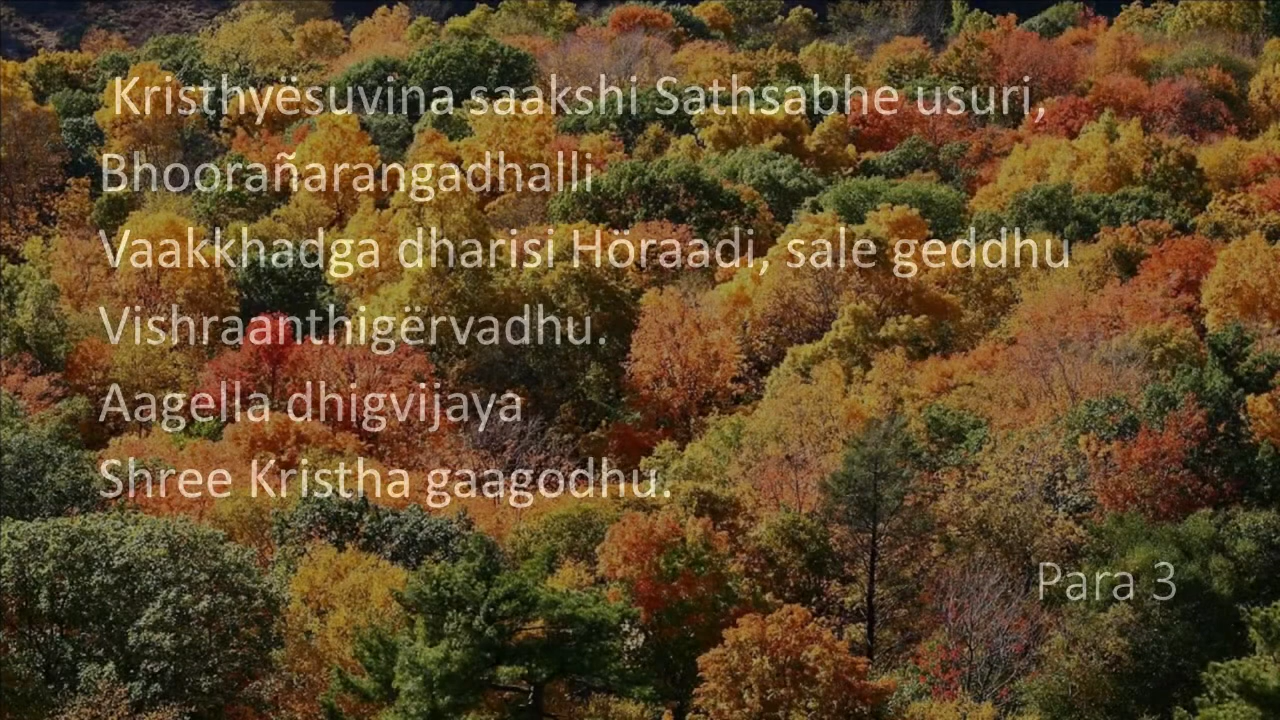 Kristhyësuvina saakshi Sathsabhe usuri,
Bhoorañarangadhalli
Vaakkhadga dharisi Höraadi, sale geddhu
Vishraanthigërvadhu.
Aagella dhigvijaya
Shree Kristha gaagodhu.
Para 3